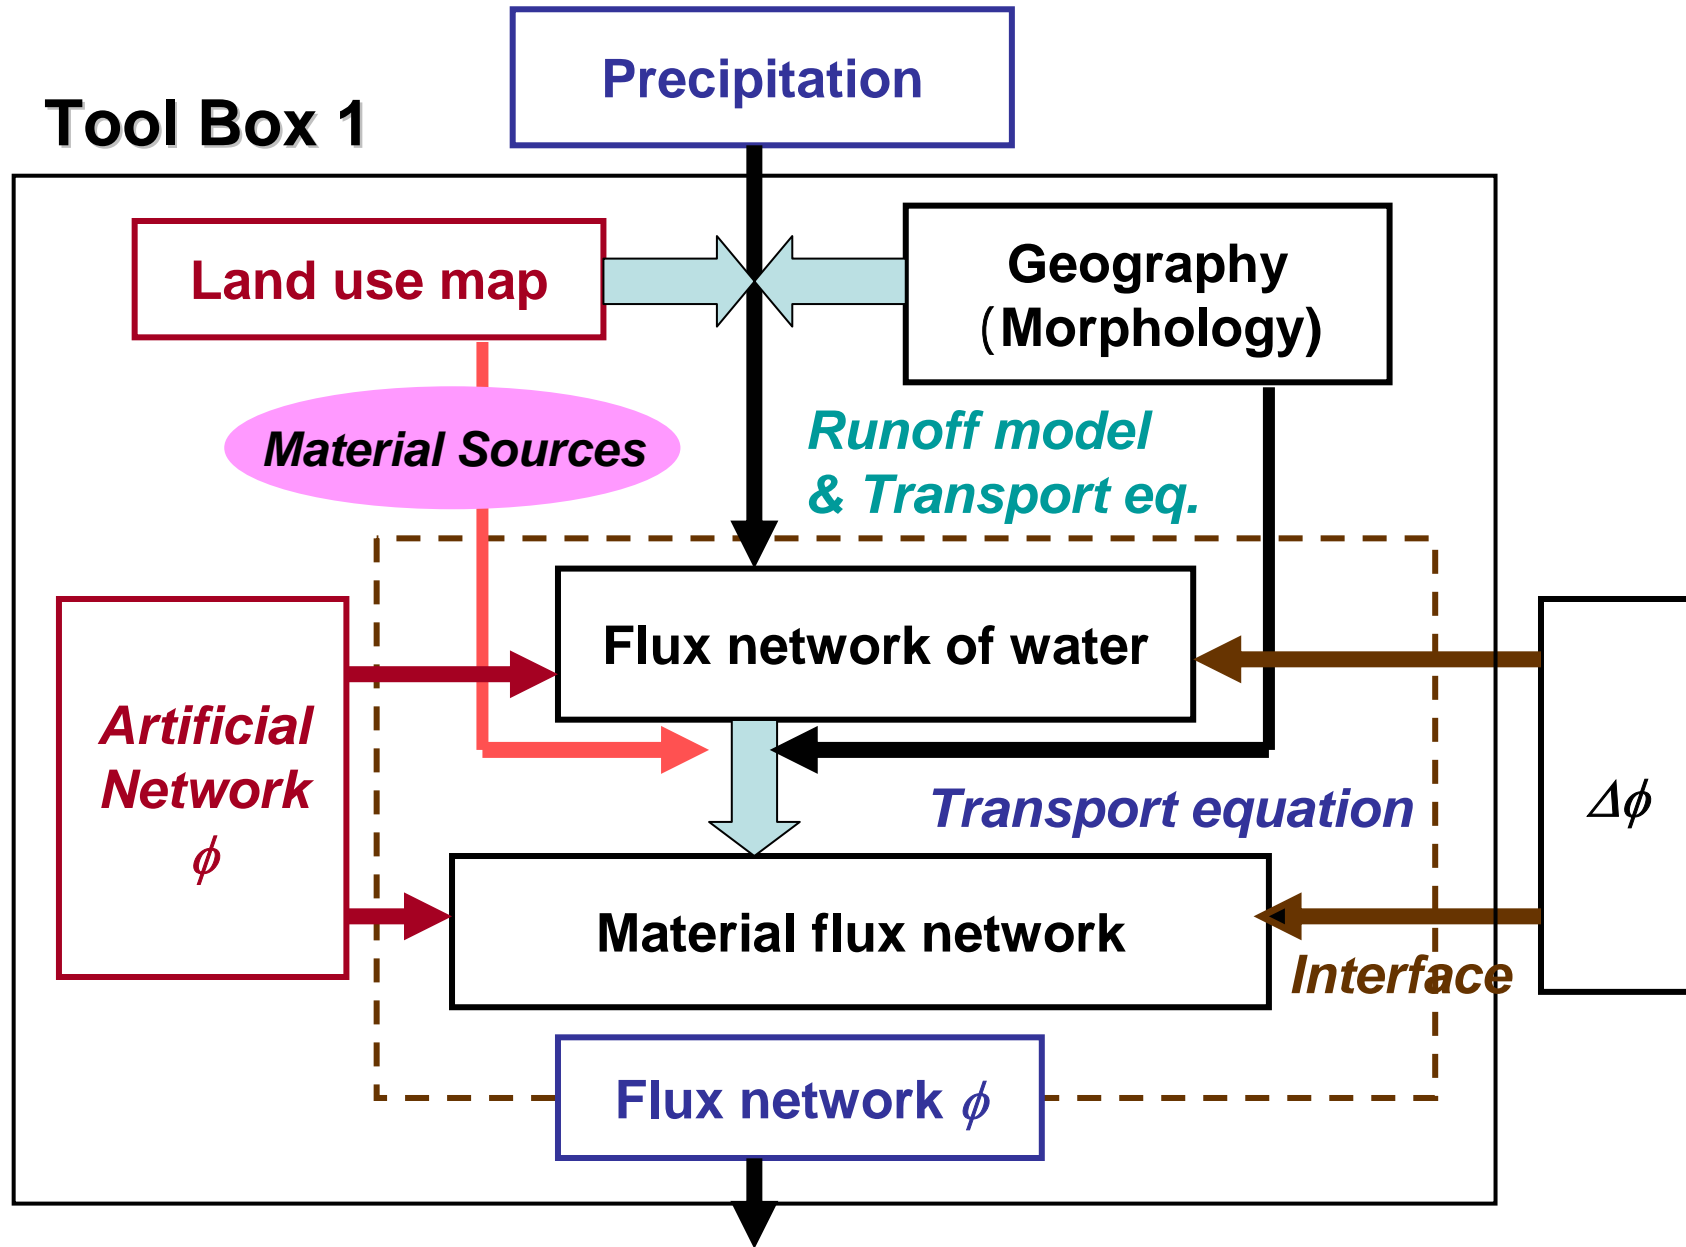 Precipitation
Tool Box 1
Land use map
Geography
(Morphology)
Material Sources
Runoff model
& Transport eq.
Flux network of water
Artificial
Network
ϕ
Transport equation
Δϕ
Material flux network
Interface
Flux network ϕ